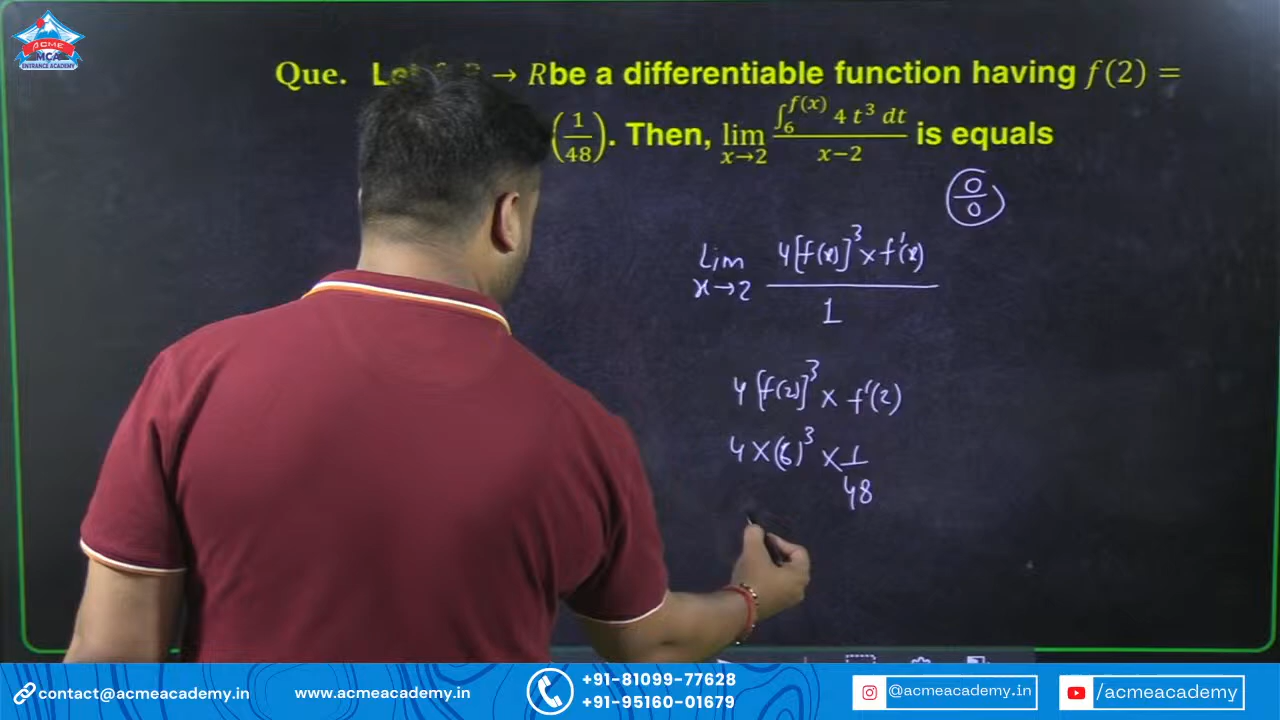 ACME
MCA
ENTRANCE ACADEMY
Que. Let → R be a differentiable function having f(2) =
(1/48). Then, lim x→2 ∫₆^f(x) 4 t³ dt / x−2 is equals
0/0
Lim x→2 4[f(x)]³ × f'(x) / 1
4[f(2)]³ × f'(2)
4 × (6)³ × 1/48
contact@acmeacademy.in
www.acmeacademy.in
+91-81099-77628
+91-95160-01679
@acmeacademy.in
/acmeacademy